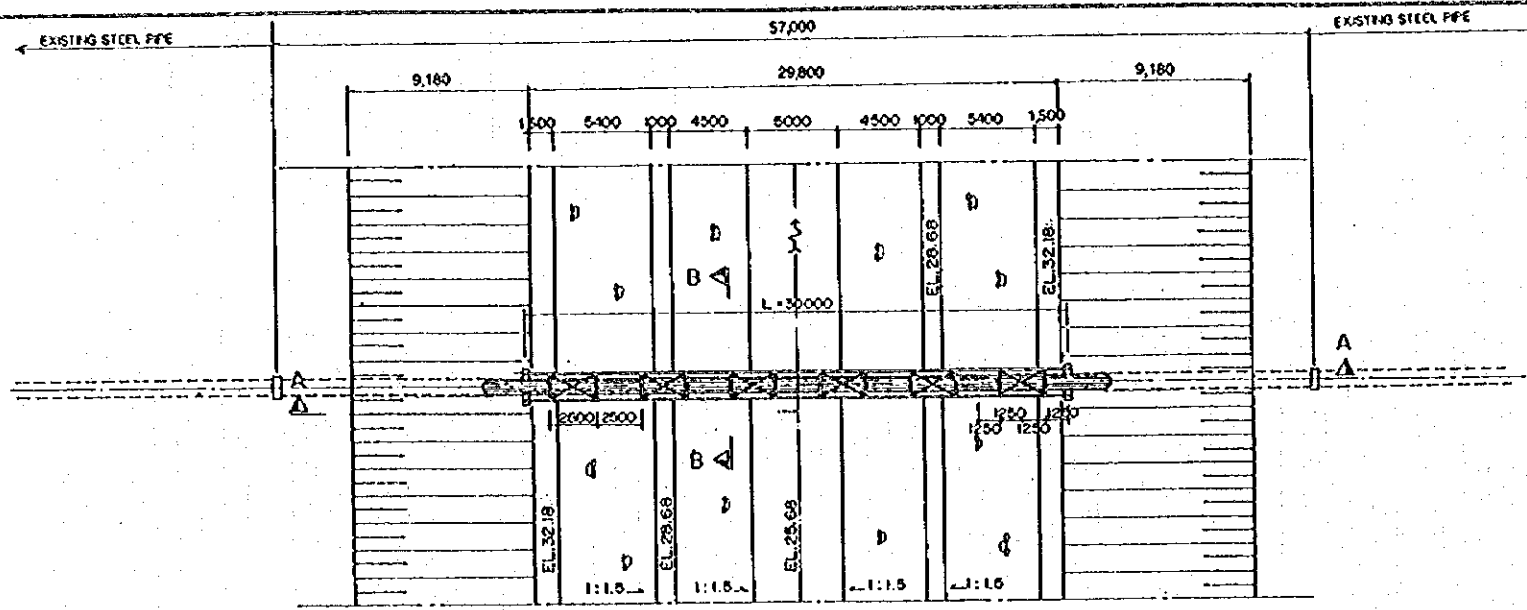 EXISTING STEEL PIPE
57,000
EXISTING STEEL PIPE
9,180
29,800
9,180
1,500 5400 1000 4500 5000 4500 1000 5400 1,500
EL.28.68
EL.32.18
B
L=30000
A
A
2000 2500
1250 1250
1250 1250
B
EL.32.18
EL.28.68
EL.25.68
1:1.5 1:1.5 1:1.5 1:1.5